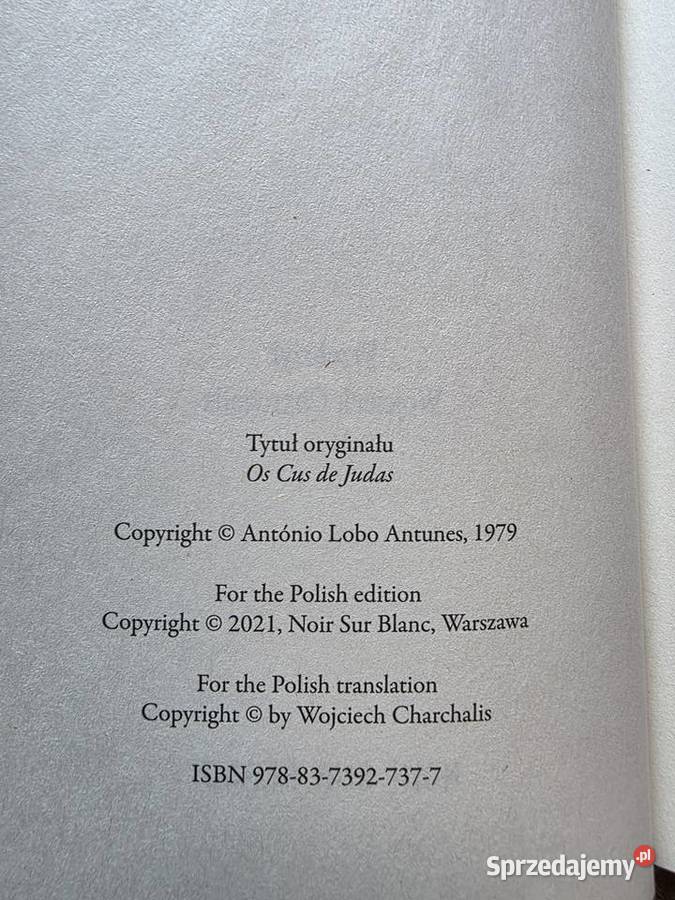 Tytuł oryginału
Os Cus de Judas
Copyright © António Lobo Antunes, 1979
For the Polish edition
Copyright © 2021, Noir Sur Blanc, Warszawa
For the Polish translation
Copyright © by Wojciech Charchalis
ISBN 978-83-7392-737-7
Sprzedajemy.pl